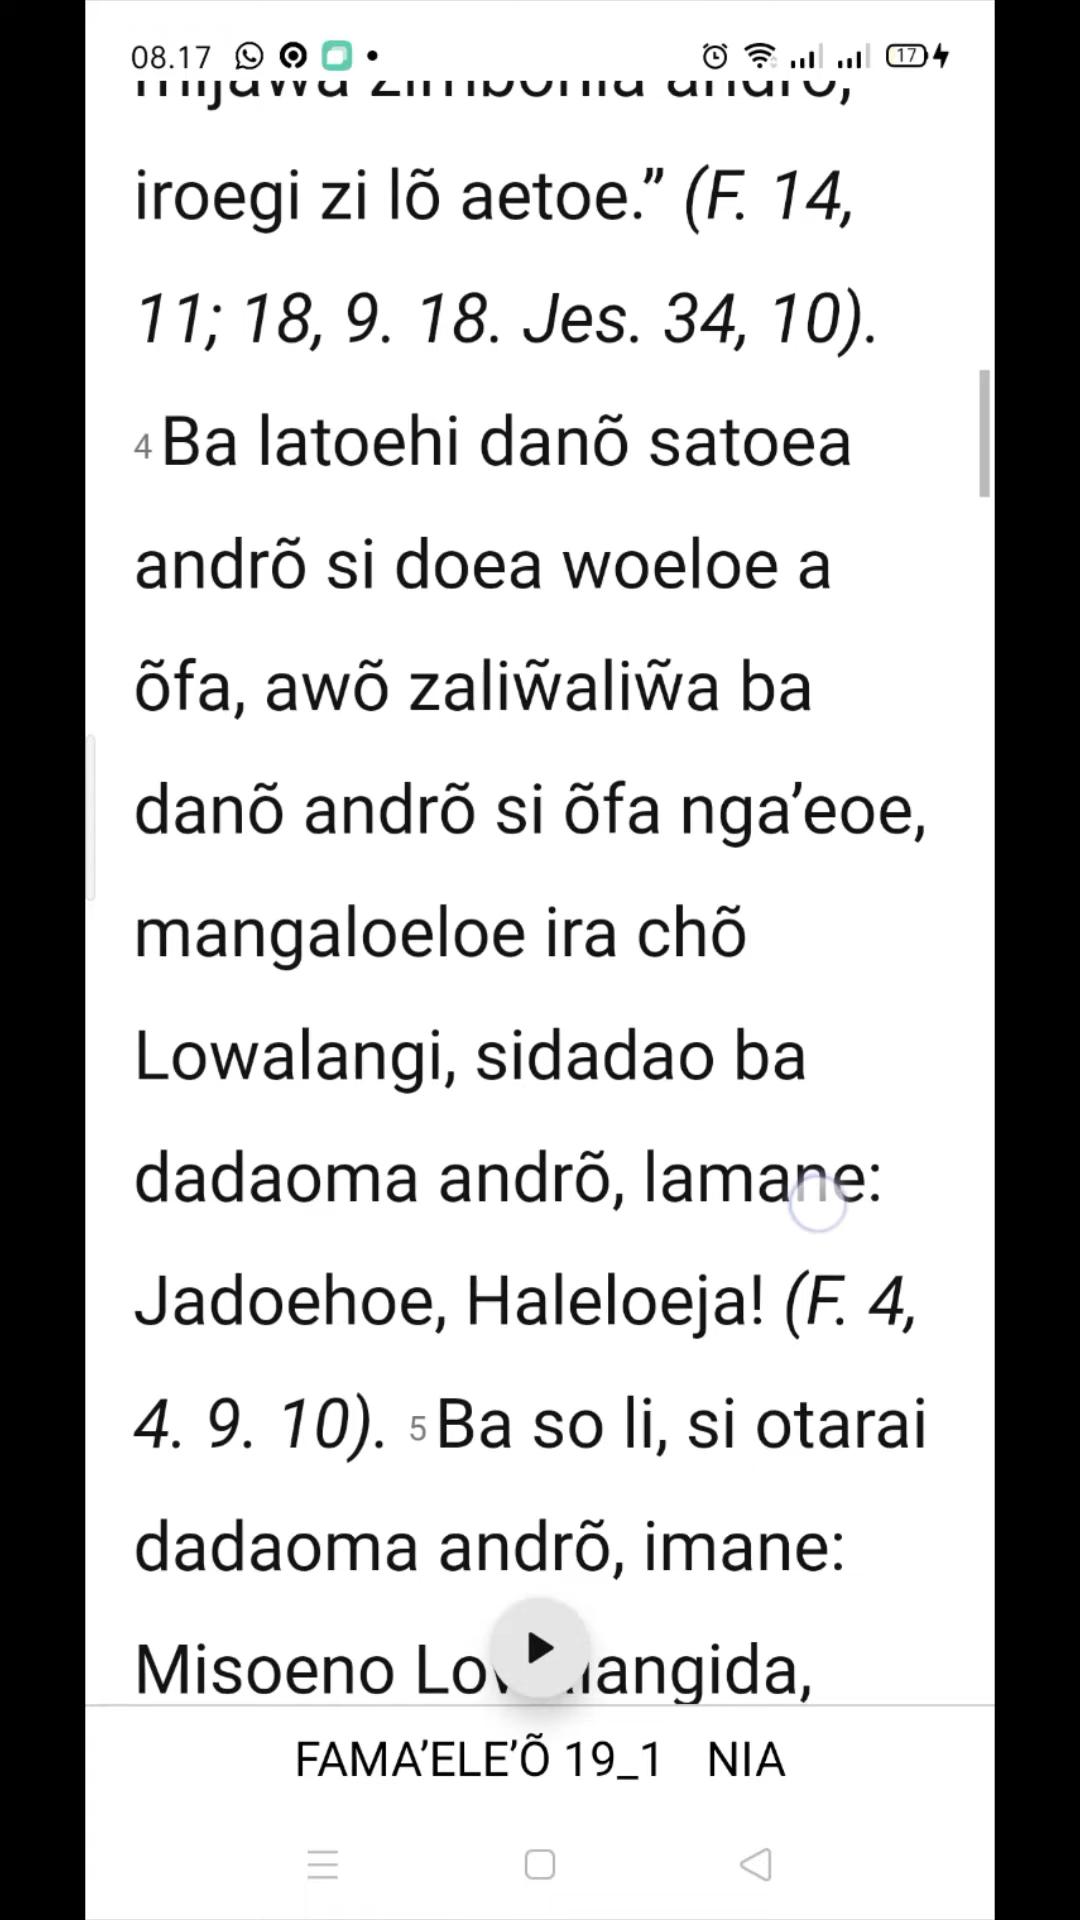 08.17
17
iroegi zi lõ aetoe.” (F. 14,
11; 18, 9. 18. Jes. 34, 10).
4 Ba latoehi danõ satoea
andrõ si doea woeloe a
õfa, awõ zaliw̃aliw̃a ba
danõ andrõ si õfa nga’eoe,
mangaloeloe ira chõ
Lowalangi, sidadao ba
dadaoma andrõ, lamane:
Jadoehoe, Haleloeja! (F. 4,
4. 9. 10). 5 Ba so li, si otarai
dadaoma andrõ, imane:
Misoeno
FAMA’ELE’Õ 19_1 NIA